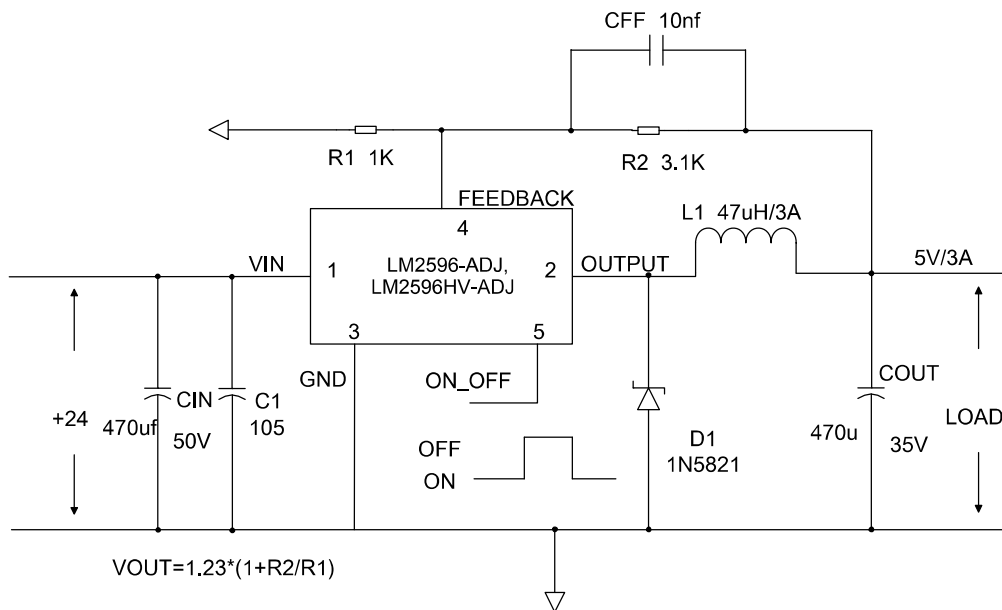 CFF 10nf
R1 1K
R2 3.1K
FEEDBACK
4
L1 47uH/3A
VIN
1
LM2596-ADJ,
LM2596HV-ADJ
2
OUTPUT
5V/3A
3
5
GND
ON_OFF
+24
470uf
CIN
50V
C1
105
OFF
ON
D1
1N5821
COUT
470u
35V
LOAD
VOUT=1.23*(1+R2/R1)